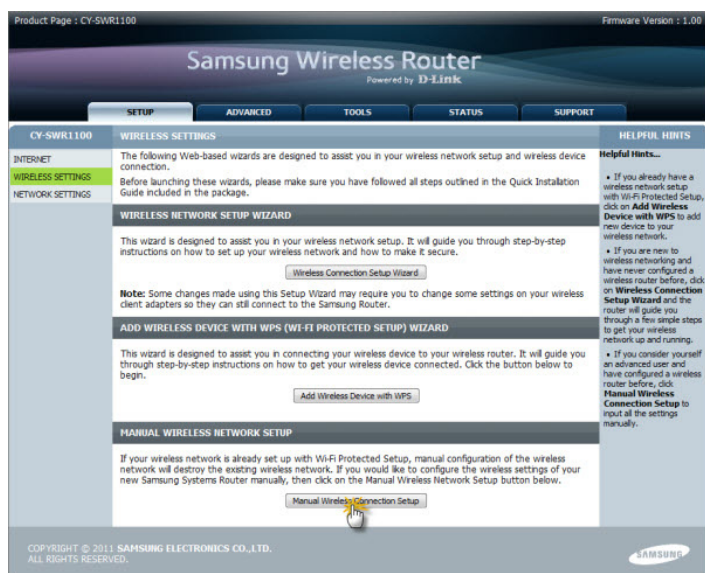 Product Page : CY-SWR1100
Firmware Version : 1.00
Samsung Wireless Router
Powered by D-Link
SETUP
ADVANCED
TOOLS
STATUS
SUPPORT
CY-SWR1100
INTERNET
WIRELESS SETTINGS
NETWORK SETTINGS
WIRELESS SETTINGS
The following Web-based wizards are designed to assist you in your wireless network setup and wireless device
connection.
Before launching these wizards, please make sure you have followed all steps outlined in the Quick Installation
Guide included in the package.
WIRELESS NETWORK SETUP WIZARD
This wizard is designed to assist you in your wireless network setup. It will guide you through step-by-step
instructions on how to set up your wireless network and how to make it secure.
Wireless Connection Setup Wizard
Note: Some changes made using this Setup Wizard may require you to change some settings on your wireless
client adapters so they can still connect to the Samsung Router.
ADD WIRELESS DEVICE WITH WPS (WI-FI PROTECTED SETUP) WIZARD
This wizard is designed to assist you in connecting your wireless device to your wireless router. It will guide you
through step-by-step instructions on how to get your wireless device connected. Click the button below to
begin.
Add Wireless Device with WPS
MANUAL WIRELESS NETWORK SETUP
If your wireless network is already set up with Wi-Fi Protected Setup, manual configuration of the wireless
network will destroy the existing wireless network. If you would like to configure the wireless settings of your
new Samsung Systems Router manually, then click on the Manual Wireless Network Setup button below.
Manual Wireless Connection Setup
HELPFUL HINTS
Helpful Hints...
• If you already have a
wireless network setup
with Wi-Fi Protected Setup,
click on Add Wireless
Device with WPS to add
new device to your
wireless network.
• If you are new to
wireless networking and
have never configured a
wireless router before, click
on Wireless Connection
Setup Wizard and the
router will guide you
through a few simple steps
to get your wireless
network up and running.
• If you consider yourself
an advanced user and
have configured a wireless
router before, click
Manual Wireless
Connection Setup to
input all the settings
manually.
COPYRIGHT © 2011 SAMSUNG ELECTRONICS CO.,LTD.
ALL RIGHTS RESERVED.
SAMSUNG